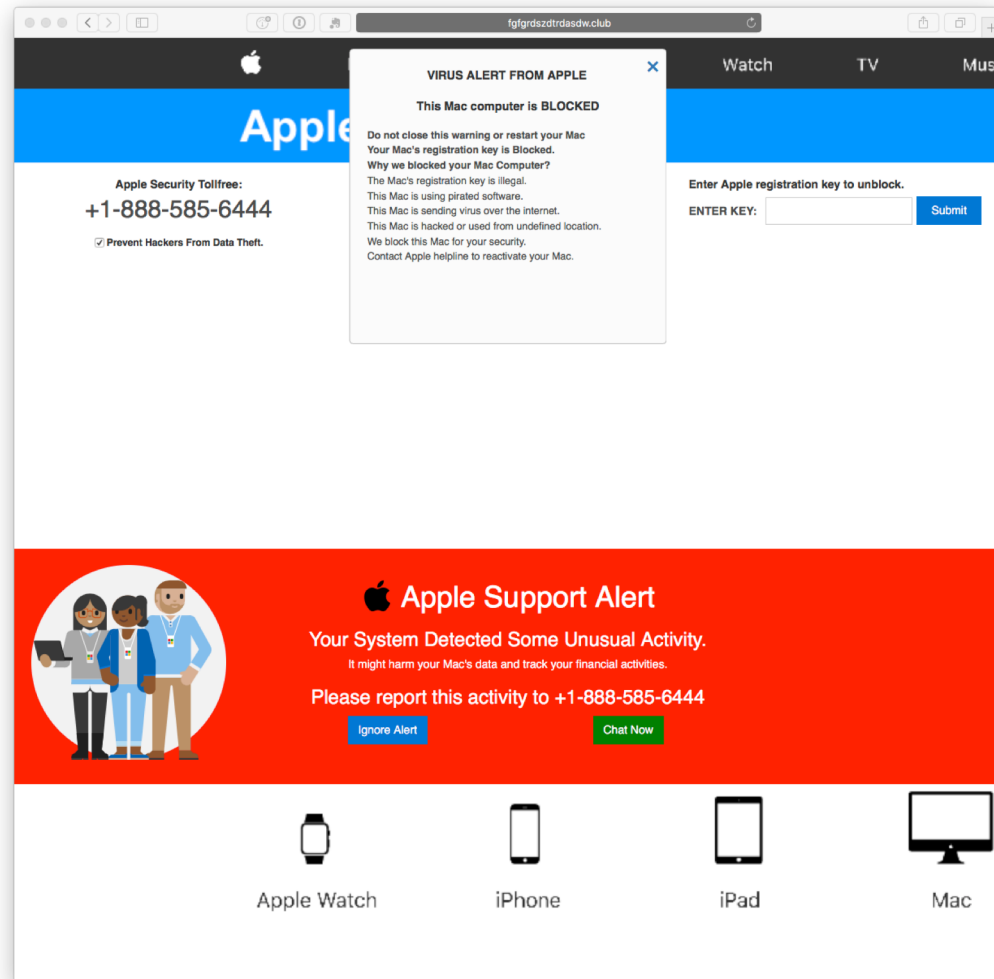 fgfgrdszdtrdasdw.club
Watch
TV
Mus
Apple
VIRUS ALERT FROM APPLE
This Mac computer is BLOCKED
Do not close this warning or restart your Mac
Your Mac's registration key is Blocked.
Why we blocked your Mac Computer?
The Mac's registration key is illegal.
This Mac is using pirated software.
This Mac is sending virus over the internet.
This Mac is hacked or used from undefined location.
We block this Mac for your security.
Contact Apple helpline to reactivate your Mac.
Apple Security Tollfree:
+1-888-585-6444
Prevent Hackers From Data Theft.
Enter Apple registration key to unblock.
ENTER KEY:
Submit
Apple Support Alert
Your System Detected Some Unusual Activity.
It might harm your Mac's data and track your financial activities.
Please report this activity to +1-888-585-6444
Ignore Alert
Chat Now
Apple Watch
iPhone
iPad
Mac